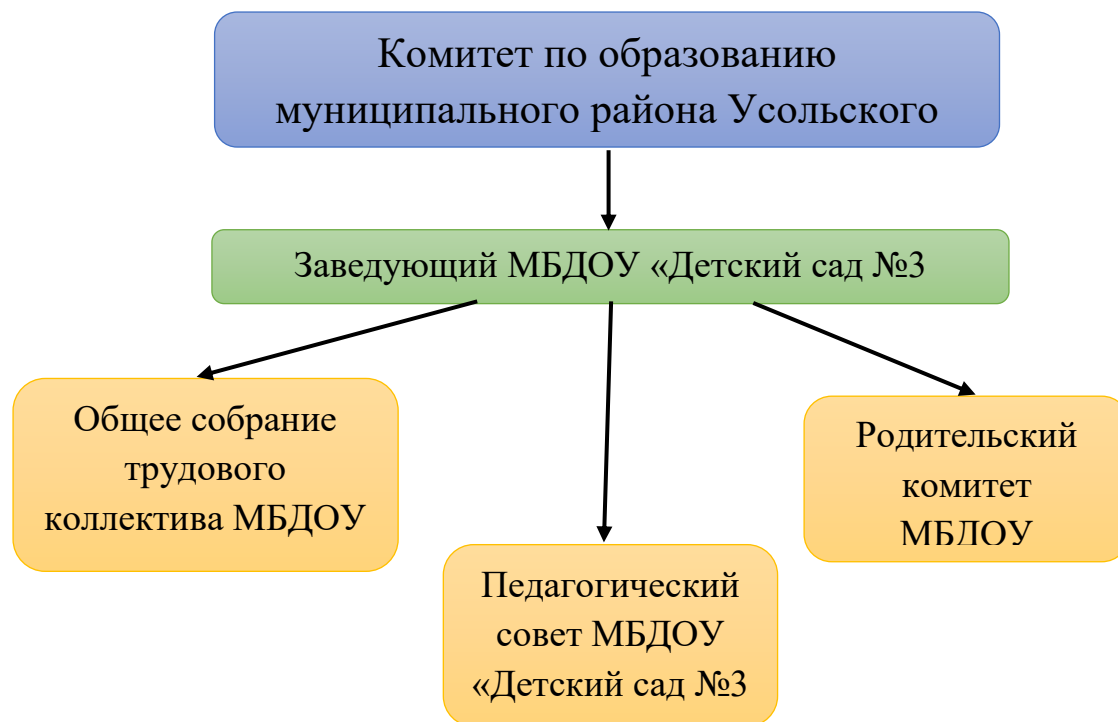 Комитет по образованию
муниципального района Усольского
Заведующий МБДОУ «Детский сад №3
Общее собрание
трудового
коллектива МБДОУ
Родительский
комитет
МБДОУ
Педагогический
совет МБДОУ
«Детский сад №3